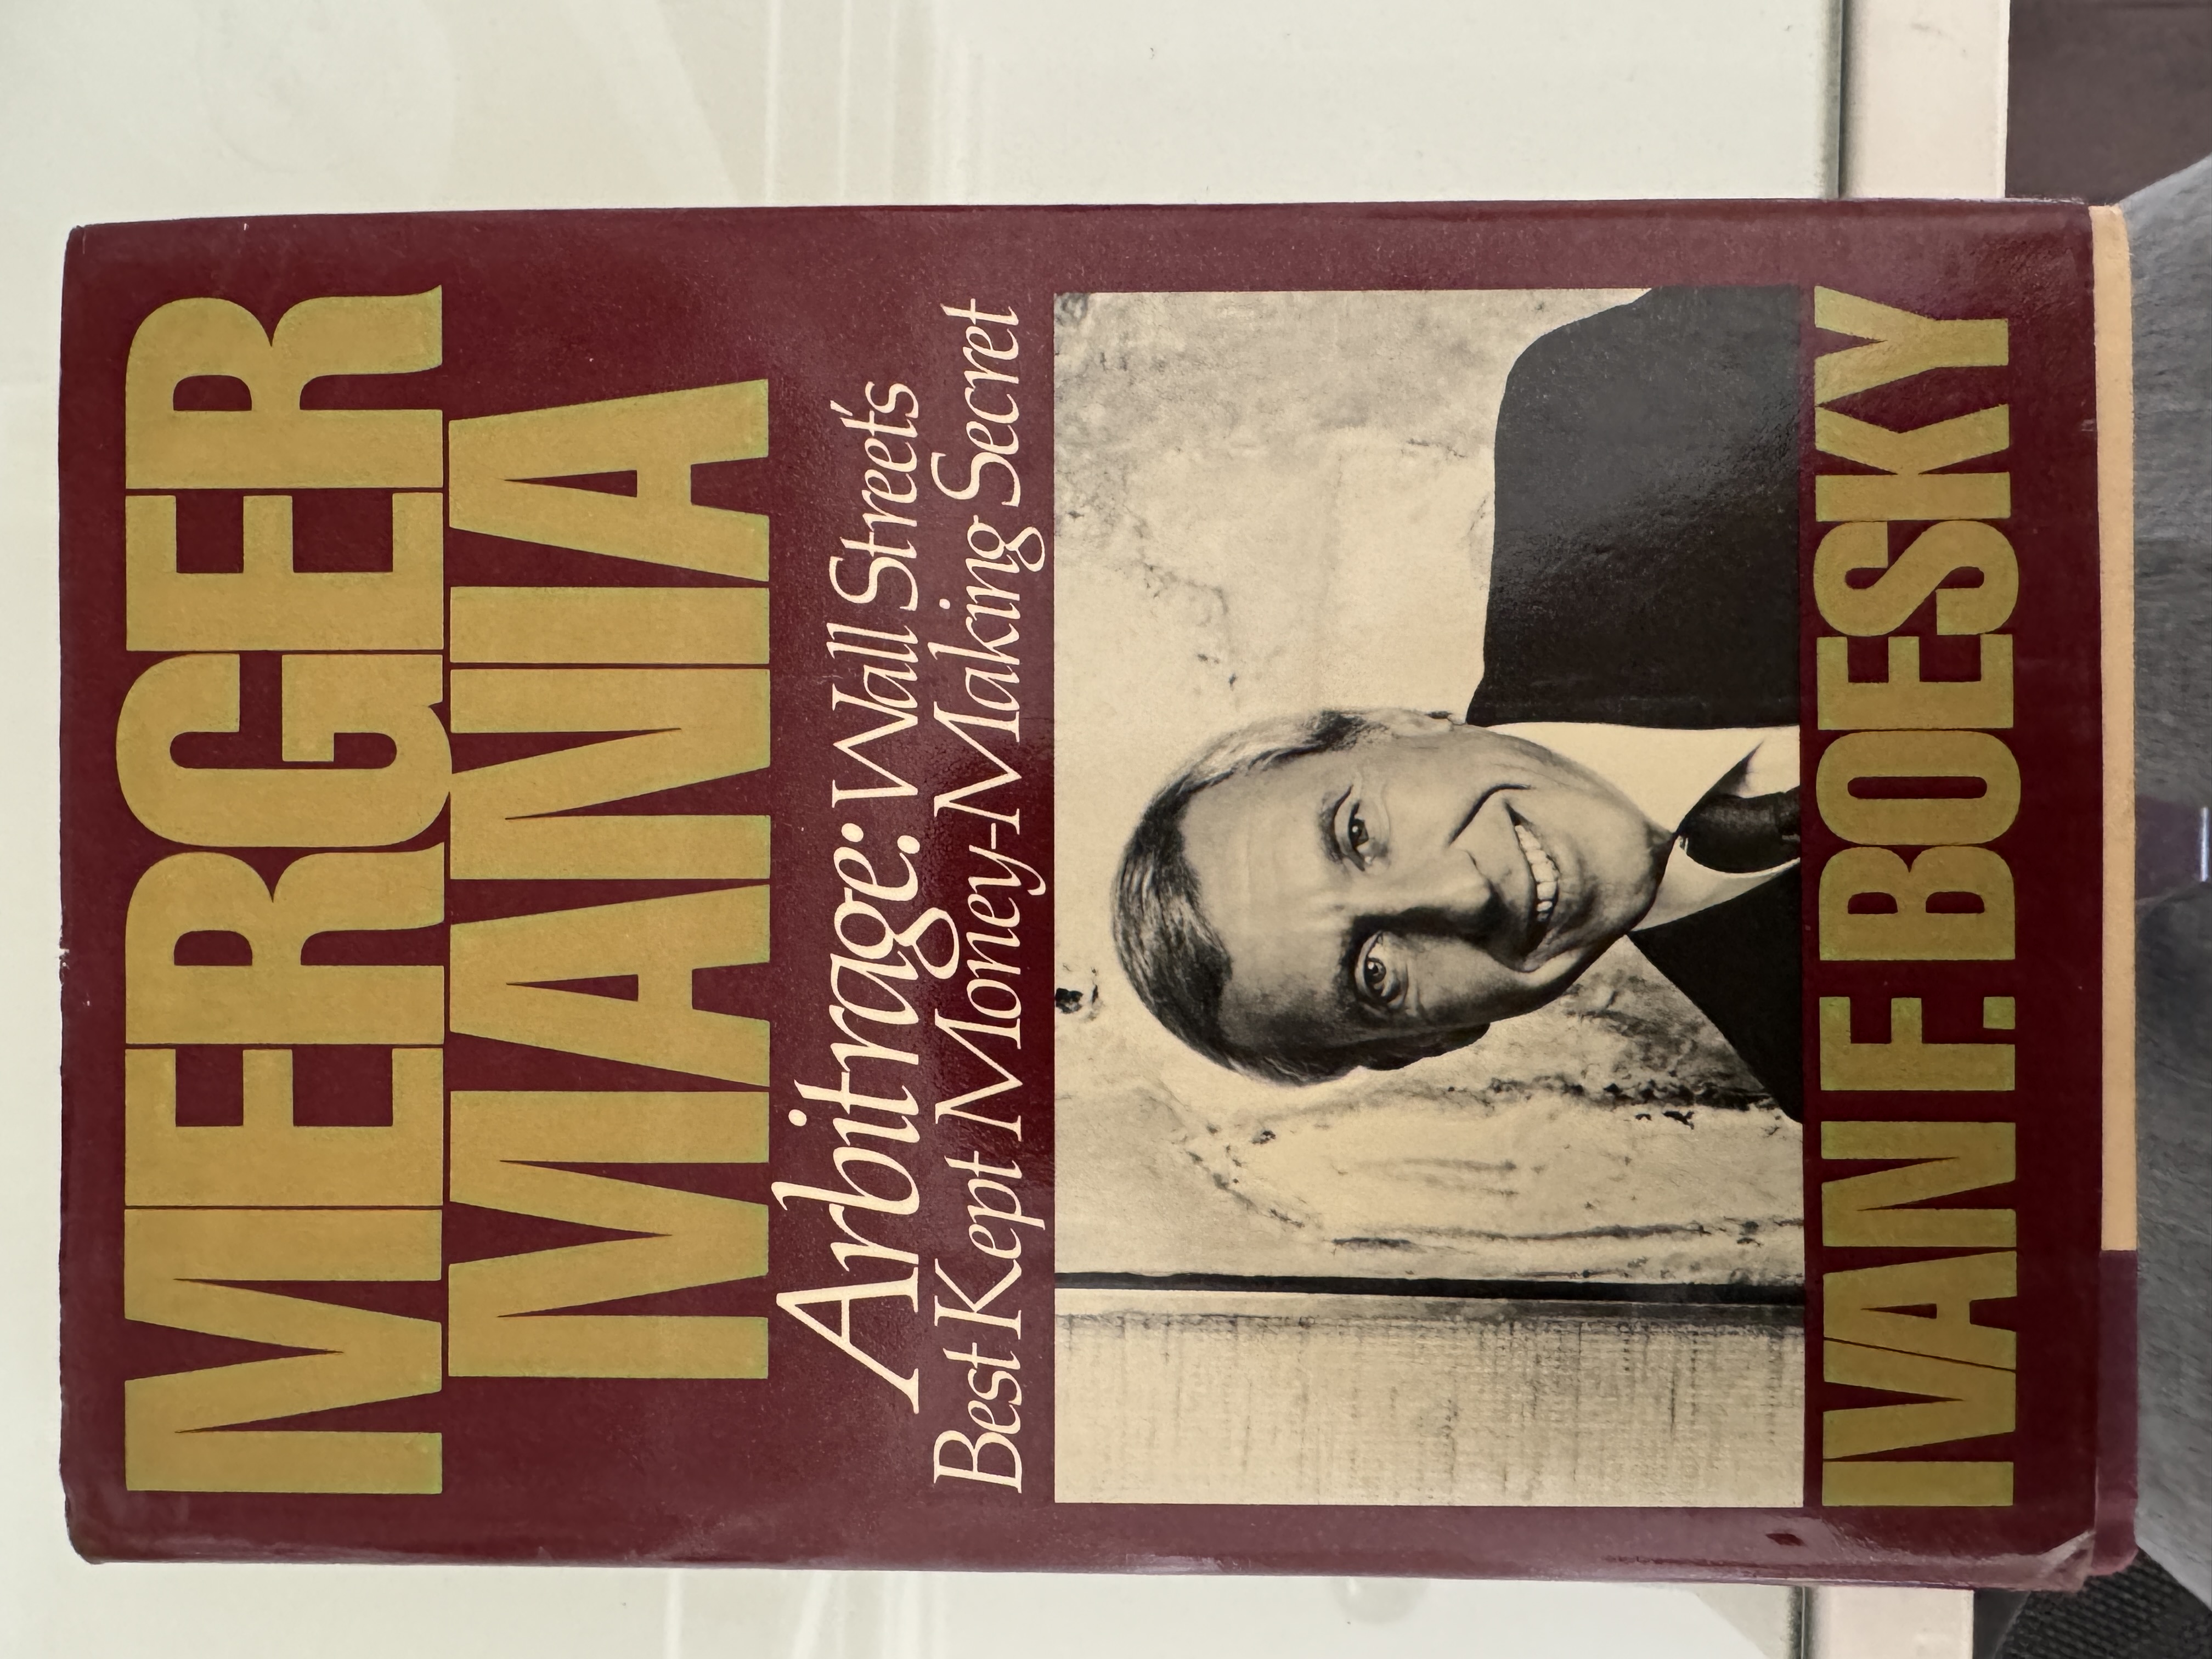 MERGER
MANIA
Arbitrage: Wall Street's
Best Kept Money-Making Secret
IVAN F. BOESKY